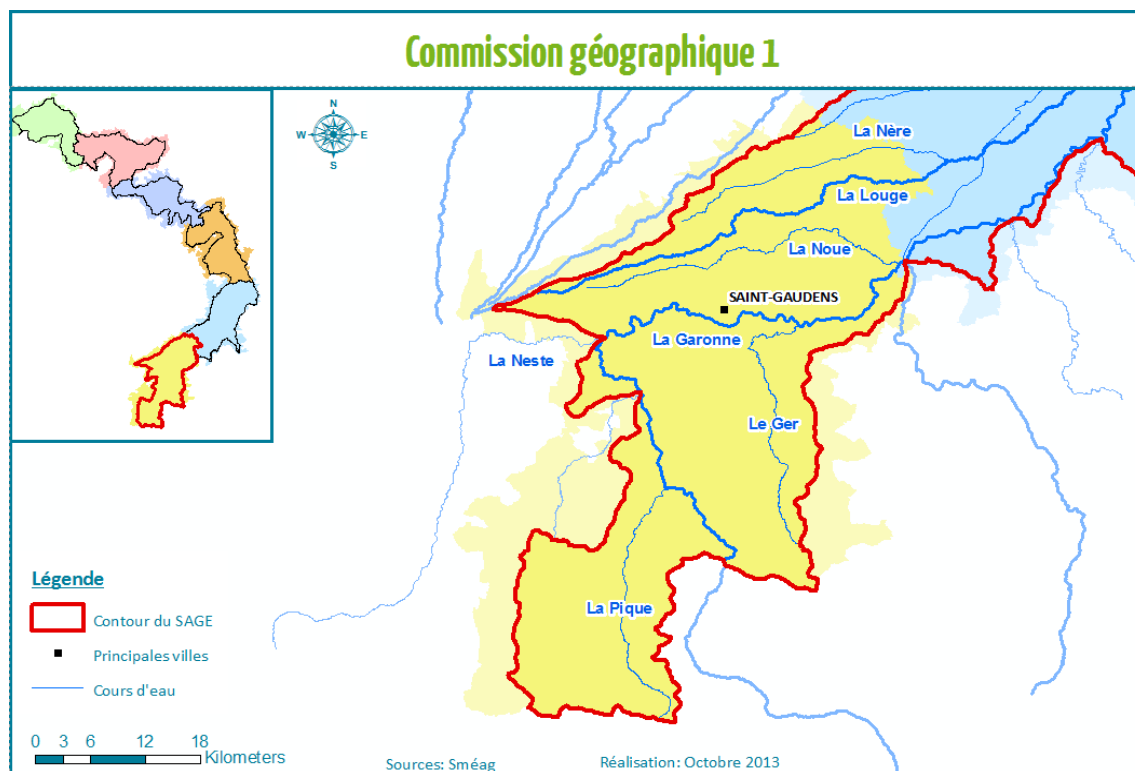 Commission géographique 1
N
W E
S
La Nère
La Louge
La Noue
SAINT-GAUDENS
La Garonne
La Neste
Le Ger
La Pique
Légende
Contour du SAGE
Principales villes
Cours d'eau
0 3 6 12 18
Kilometers
Sources: Sméag
Réalisation: Octobre 2013